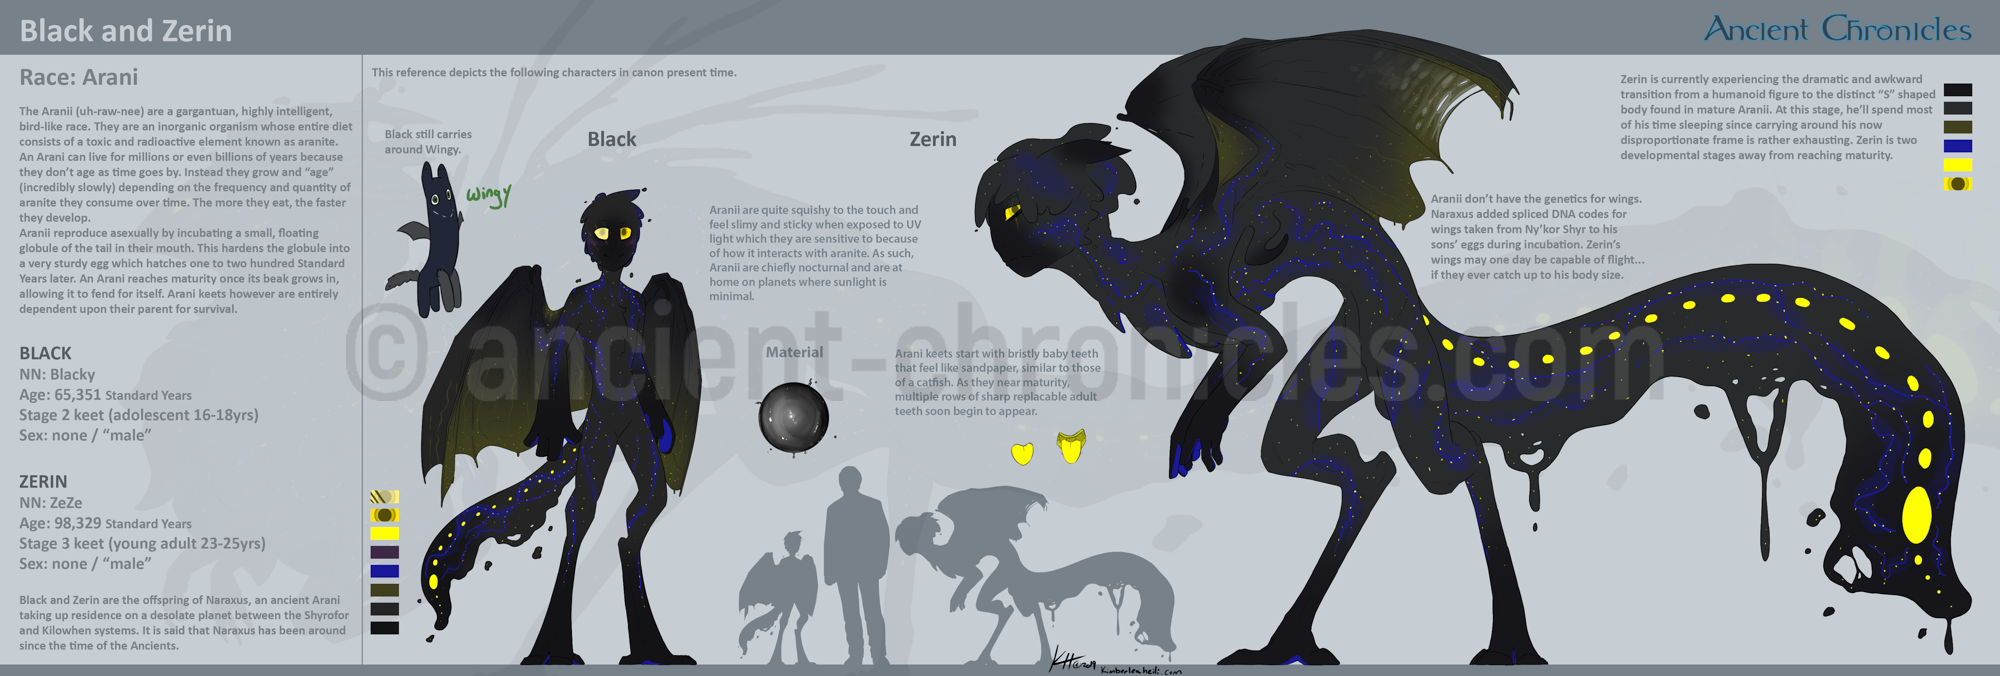 Black and Zerin
Ancient Chronicles
Race: Arani
The Aranii (uh-raw-nee) are a gargantuan, highly intelligent,
bird-like race. They are an inorganic organism whose entire diet
consists of a toxic and radioactive element known as aranite.
An Arani can live for millions or even billions of years because
they don't age as time goes by. Instead they grow and "age"
(incredibly slowly) depending on the frequency and quantity of
aranite they consume over time. The more they eat, the faster
they develop.
Aranii reproduce asexually by incubating a small, floating
globule of the tail in their mouth. This hardens the globule into
a very sturdy egg which hatches one to two hundred Standard
Years later. An Arani reaches maturity once its beak grows in,
allowing it to fend for itself. Arani keets however are entirely
dependent upon their parent for survival.
BLACK
NN: Blacky
Age: 65,351 Standard Years
Stage 2 keet (adolescent 16-18yrs)
Sex: none / "male"
ZERIN
NN: ZeZe
Age: 98,329 Standard Years
Stage 3 keet (young adult 23-25yrs)
Sex: none / "male"
Black and Zerin are the offspring of Naraxus, an ancient Arani
taking up residence on a desolate planet between the Shyrofor
and Kilowhen systems. It is said that Naraxus has been around
since the time of the Ancients.
This reference depicts the following characters in canon present time.
Black still carries
around Wingy.
wingy
Black
Aranii are quite squishy to the touch and
feel slimy and sticky when exposed to UV
light which they are sensitive to because
of how it interacts with aranite. As such,
Aranii are chiefly nocturnal and are at
home on planets where sunlight is
minimal.
Material
Zerin
Arani keets start with bristly baby teeth
that feel like sandpaper, similar to those
of a catfish. As they near maturity,
multiple rows of sharp replacable adult
teeth soon begin to appear.
Zerin is currently experiencing the dramatic and awkward
transition from a humanoid figure to the distinct "S" shaped
body found in mature Aranii. At this stage, he'll spend most
of his time sleeping since carrying around his now
disproportionate frame is rather exhausting. Zerin is two
developmental stages away from reaching maturity.
Aranii don't have the genetics for wings.
Naraxus added spliced DNA codes for
wings taken from Ny'kor Shyr to his
sons' eggs during incubation. Zerin's
wings may one day be capable of flight...
if they ever catch up to his body size.
© ancient-chronicles.com